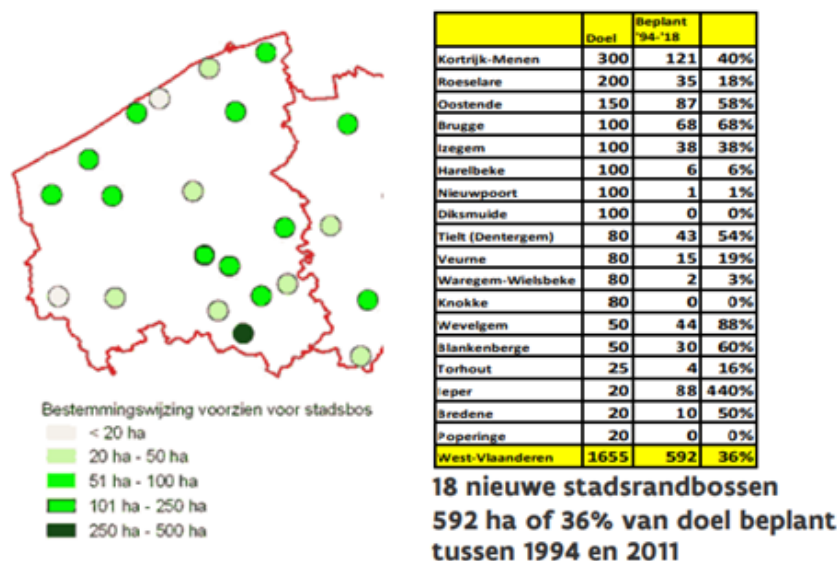 Bestemmingswijzing voorzien voor stadsbos
< 20 ha
20 ha - 50 ha
51 ha - 100 ha
101 ha - 250 ha
250 ha - 500 ha
Doel Beplant '94-'18
Kortrijk-Menen 300 121 40%
Roeselare 200 35 18%
Oostende 150 87 58%
Brugge 100 68 68%
Izegem 100 38 38%
Harelbeke 100 6 6%
Nieuwpoort 100 1 1%
Diksmuide 100 0 0%
Tielt (Dentergem) 80 43 54%
Veurne 80 15 19%
Waregem-Wielsbeke 80 2 3%
Knokke 80 0 0%
Wevelgem 50 44 88%
Blankenberge 50 30 60%
Torhout 25 4 16%
Ieper 20 88 440%
Bredene 20 10 50%
Poperinge 20 0 0%
West-Vlaanderen 1655 592 36%
18 nieuwe stadsrandbossen
592 ha of 36% van doel beplant
tussen 1994 en 2011